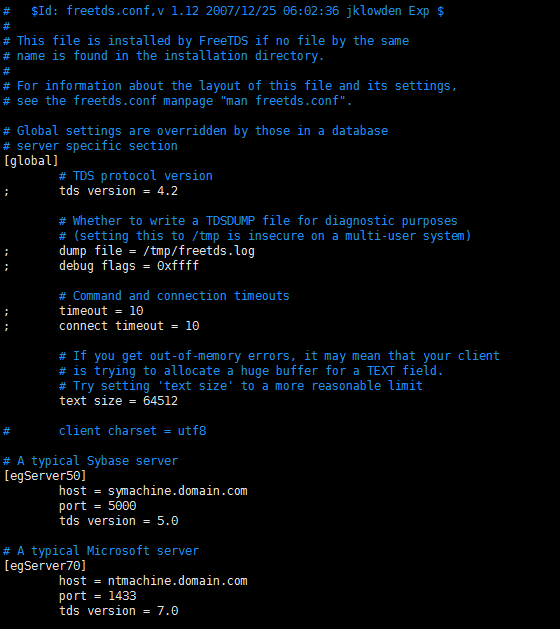 #   $Id: freetds.conf,v 1.12 2007/12/25 06:02:36 jklowden Exp $
#
# This file is installed by FreeTDS if no file by the same
# name is found in the installation directory.
#
# For information about the layout of this file and its settings,
# see the freetds.conf manpage "man freetds.conf".

# Global settings are overridden by those in a database
# server specific section
[global]
        # TDS protocol version
;       tds version = 4.2

        # Whether to write a TDSDUMP file for diagnostic purposes
        # (setting this to /tmp is insecure on a multi-user system)
;       dump file = /tmp/freetds.log
;       debug flags = 0xffff

        # Command and connection timeouts
;       timeout = 10
;       connect timeout = 10

        # If you get out-of-memory errors, it may mean that your client
        # is trying to allocate a huge buffer for a TEXT field.
        # Try setting 'text size' to a more reasonable limit
        text size = 64512

#       client charset = utf8

# A typical Sybase server
[egServer50]
        host = symachine.domain.com
        port = 5000
        tds version = 5.0

# A typical Microsoft server
[egServer70]
        host = ntmachine.domain.com
        port = 1433
        tds version = 7.0